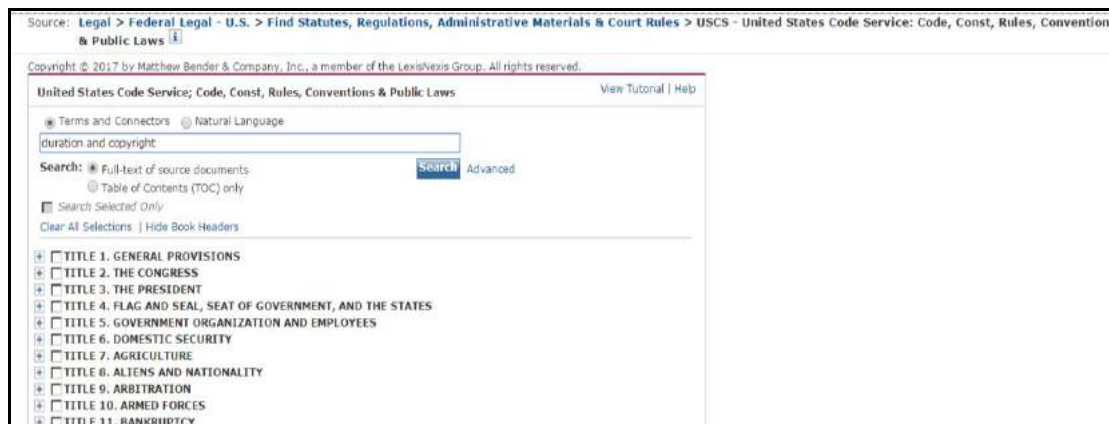 Source: Legal > Federal Legal - U.S. > Find Statutes, Regulations, Administrative Materials & Court Rules > USCS - United States Code Service: Code, Const, Rules, Convention
& Public Laws i
Copyright © 2017 by Matthew Bender & Company, Inc., a member of the LexisNexis Group. All rights reserved.
United States Code Service; Code, Const, Rules, Conventions & Public Laws View Tutorial | Help
Terms and Connectors Natural Language
duration and copyright
Search: Full-text of source documents Search Advanced
Table of Contents (TOC) only
Search Selected Only
Clear All Selections | Hide Book Headers
TITLE 1. GENERAL PROVISIONS
TITLE 2. THE CONGRESS
TITLE 3. THE PRESIDENT
TITLE 4. FLAG AND SEAL, SEAT OF GOVERNMENT, AND THE STATES
TITLE 5. GOVERNMENT ORGANIZATION AND EMPLOYEES
TITLE 6. DOMESTIC SECURITY
TITLE 7. AGRICULTURE
TITLE 8. ALIENS AND NATIONALITY
TITLE 9. ARBITRATION
TITLE 10. ARMED FORCES
TITLE 11. BANKRUPTCY